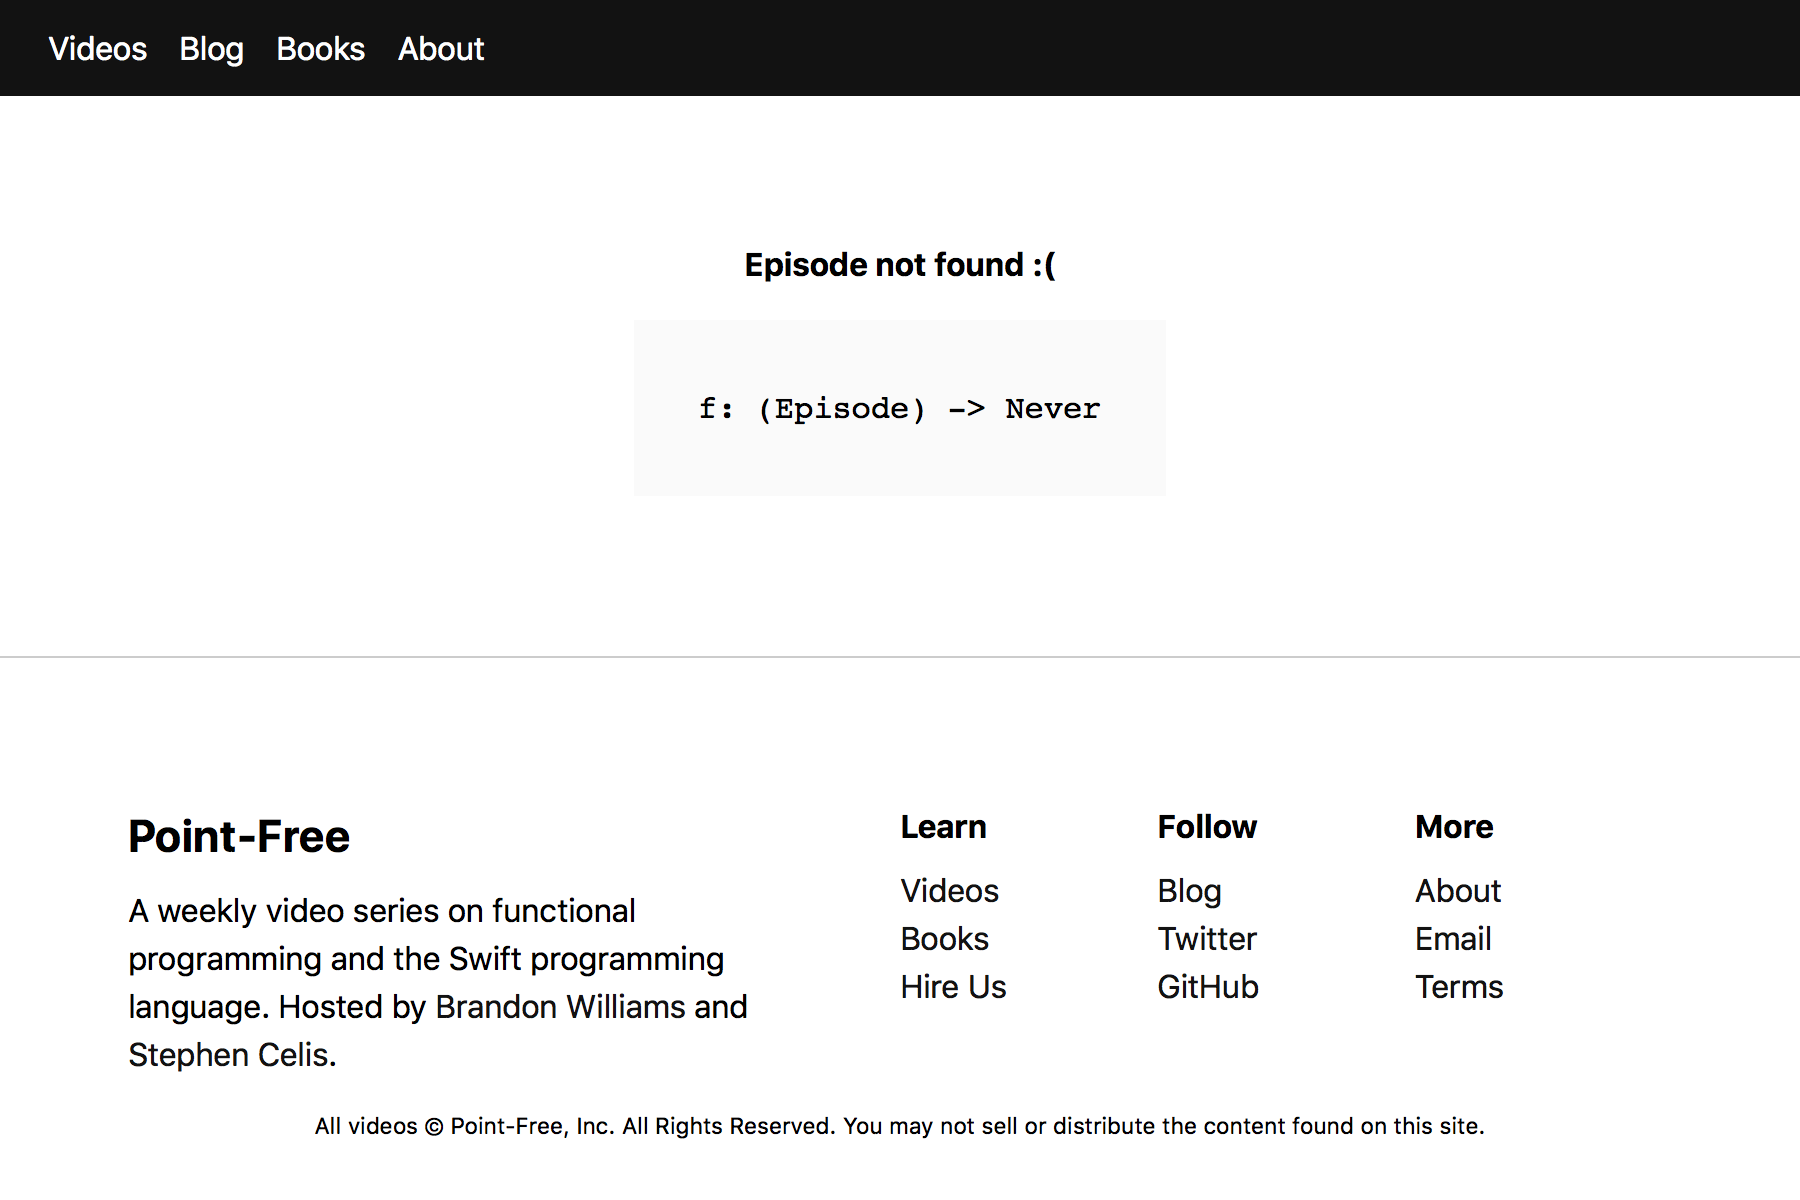 Videos Blog Books About
Episode not found :(
f: (Episode) -> Never
Point-Free
A weekly video series on functional
programming and the Swift programming
language. Hosted by Brandon Williams and
Stephen Celis.
Learn
Videos
Books
Hire Us
Follow
Blog
Twitter
GitHub
More
About
Email
Terms
All videos © Point-Free, Inc. All Rights Reserved. You may not sell or distribute the content found on this site.